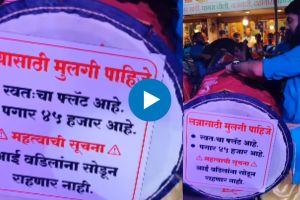 मुलगी पाहिजे
स्वतःचा फ्लॅट आहे.
पगार ४५ हजार आहे.
⚠ महत्वाची सूचना ⚠
आई वडिलांना सोडून
राहणार नाही.
लग्नासाठी मुलगी पाहिजे
• स्वतःचा फ्लॅट आहे.
• पगार ४५ हजार आहे.
⚠ महत्वाची सूचना ⚠
आई वडिलांना सोडून
राहणार नाही.